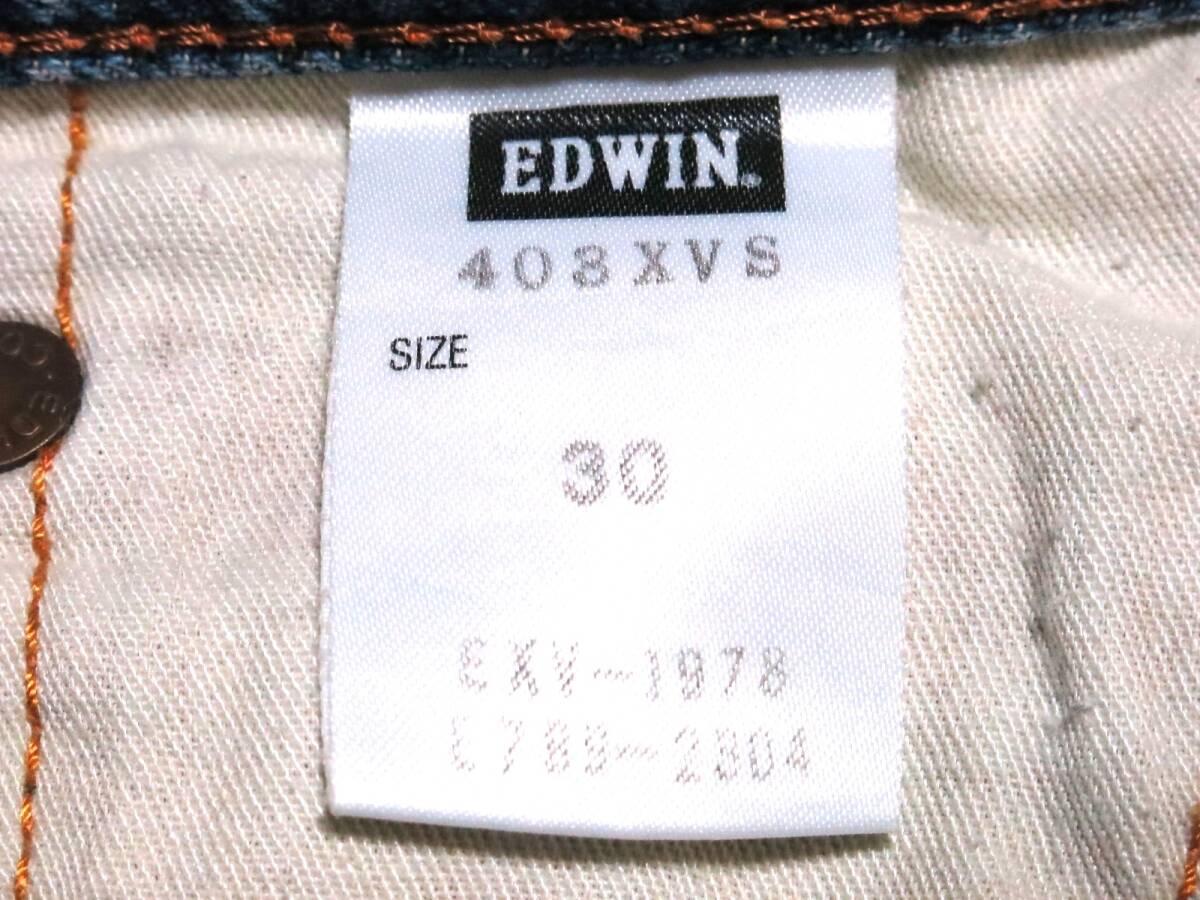 EDWIN.
403XVS
SIZE
30
EXV-1978